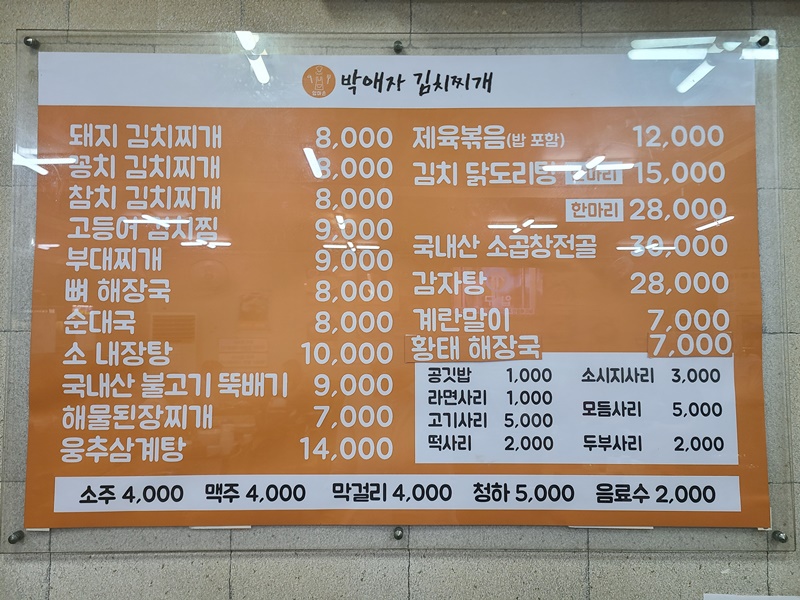 박애자 김치찌개
돼지 김치찌개 8,000
꽁치 김치찌개 8,000
참치 김치찌개 8,000
고등어 김치찜 9,000
부대찌개 9,000
뼈 해장국 8,000
순대국 8,000
소 내장탕 10,000
국내산 불고기 뚝배기 9,000
해물된장찌개 7,000
웅추삼계탕 14,000
제육볶음(밥 포함) 12,000
김치 닭도리탕 15,000
한마리 28,000
국내산 소곱창전골 30,000
감자탕 28,000
계란말이 7,000
황태 해장국 7,000
공깃밥 1,000
라면사리 1,000
고기사리 5,000
떡사리 2,000
소시지사리 3,000
모듬사리 5,000
두부사리 2,000
소주 4,000 맥주 4,000 막걸리 4,000 청하 5,000 음료수 2,000